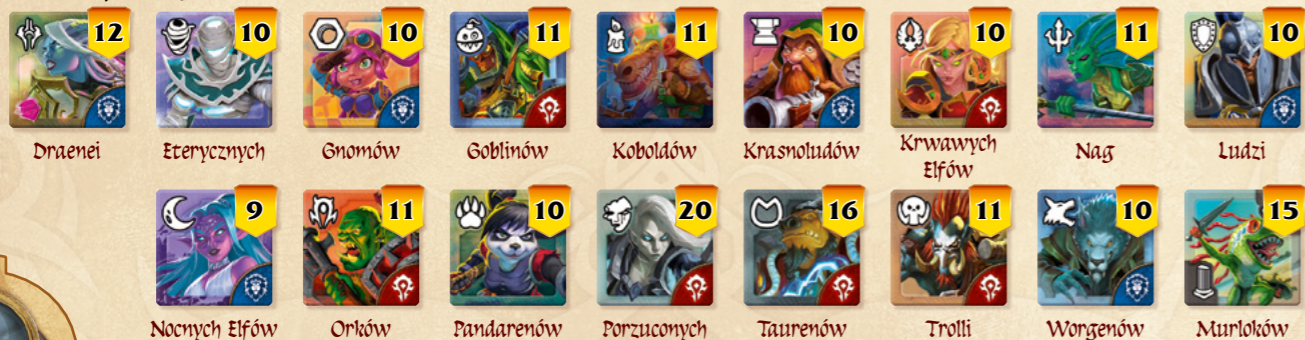 12
10
10
11
11
10
10
11
10
Draenei
Eterycznych
Gnomów
Goblinów
Koboldów
Krasnoludów
Krwawych
Elfów
Nag
Ludzi
9
11
10
20
16
11
10
15
Nocnych Elfów
Orków
Pandarenów
Porzuconych
Taurenów
Trolli
Worgenów
Murloków